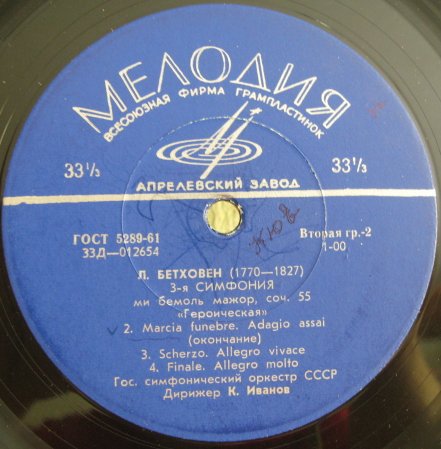 МЕЛОДИЯ
ВСЕСОЮЗНАЯ ФИРМА ГРАМПЛАСТИНОК
33⅓ 33⅓
АПРЕЛЕВСКИЙ ЗАВОД
ГОСТ 5289-61 Вторая гр.-2
33Д—012654 1-00
Л. БЕТХОВЕН (1770—1827)
3-я СИМФОНИЯ
ми бемоль мажор, соч. 55
«Героическая»
2. Marcia funebre. Adagio assai
(окончание)
3. Scherzo. Allegro vivace
4. Finale. Allegro molto
Гос. симфонический оркестр СССР
Дирижер К. Иванов